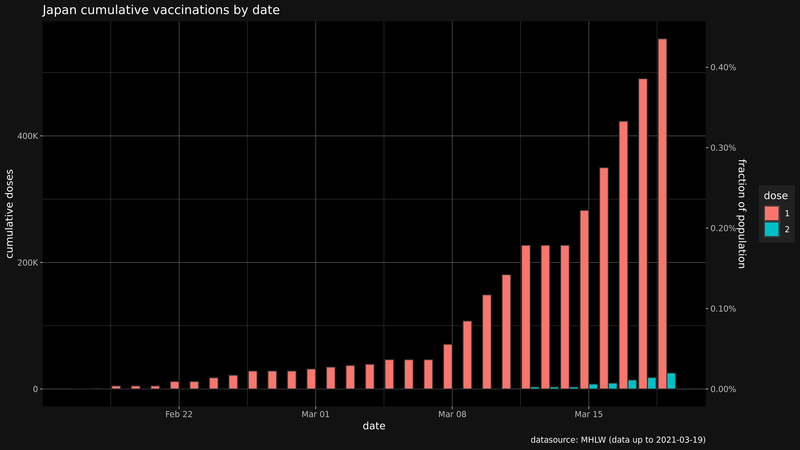 Japan cumulative vaccinations by date
cumulative doses
400K
200K
0
0.40%
0.30%
0.20%
0.10%
0.00%
fraction of population
dose
1
2
Feb 22 Mar 01 Mar 08 Mar 15
date
datasource: MHLW (data up to 2021-03-19)